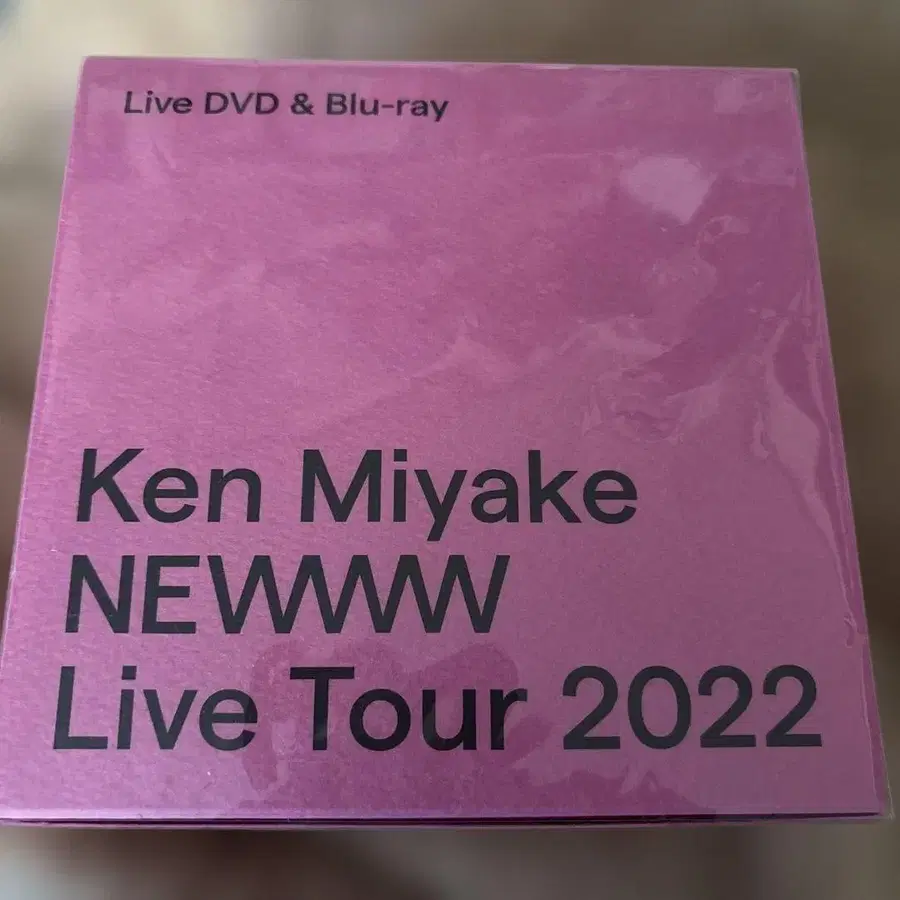 Live DVD & Blu-ray
Ken Miyake
NEWWW
Live Tour 2022